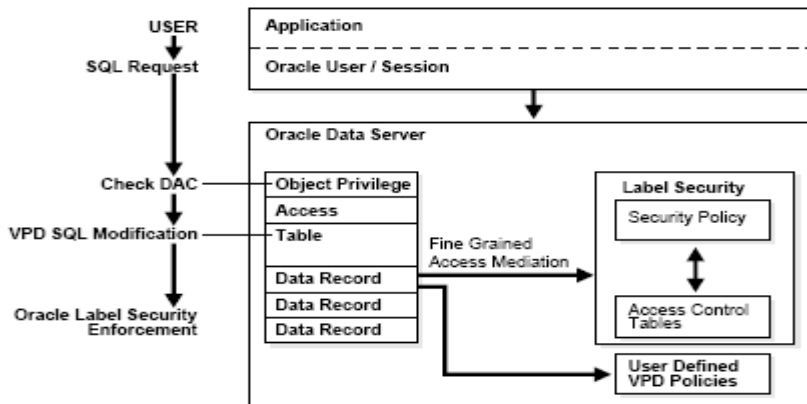 USER
SQL Request
Check DAC
VPD SQL Modification
Oracle Label Security
Enforcement
Application
Oracle User / Session
Oracle Data Server
Object Privilege
Access
Table
Data Record
Data Record
Data Record
Fine Grained
Access Mediation
Label Security
Security Policy
Access Control
Tables
User Defined
VPD Policies